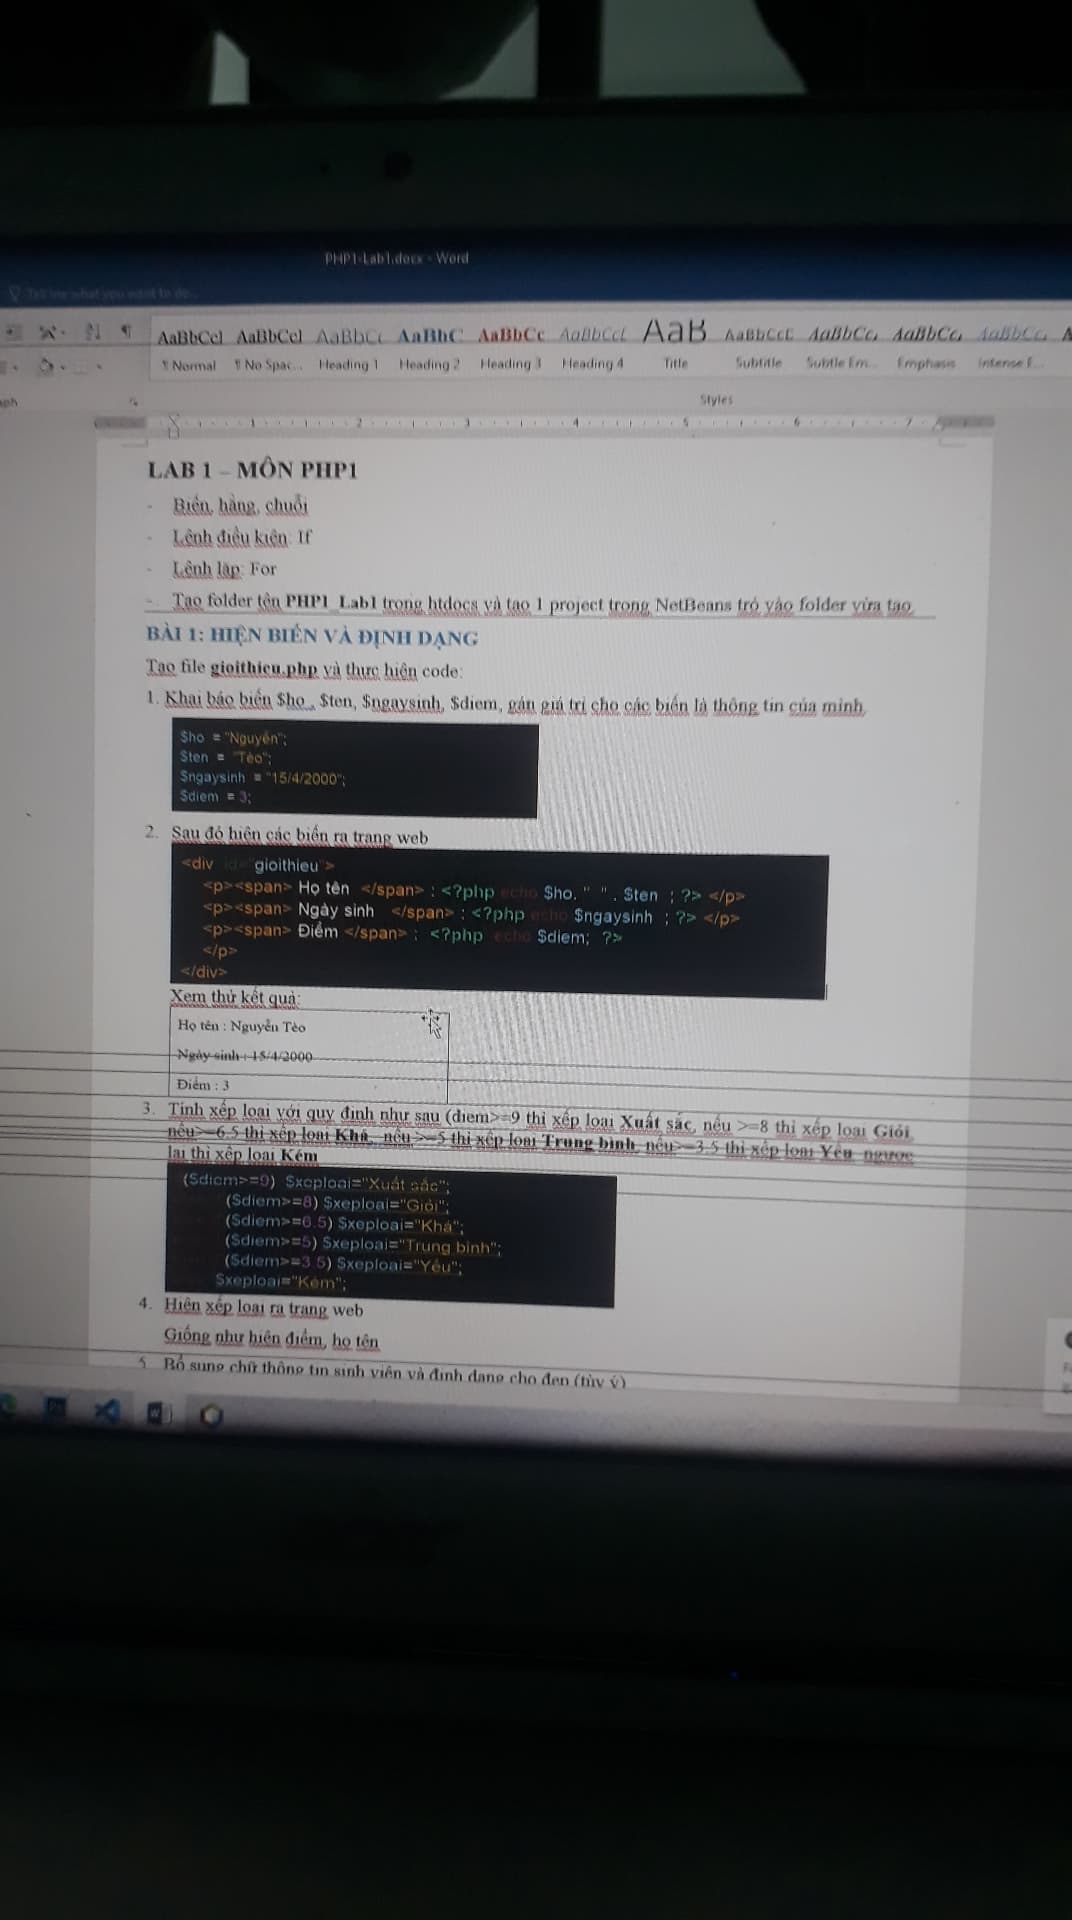 PHP1-Lab1.docx - Word
Tell me what you want to do...
AaBbCcI AaBbCcI AaBbCc AaBbC AaBbCc AaBbCcI AaB AaBbCcC AaBbCc AaBbCc AaBbCc
¶ Normal ¶ No Spac... Heading 1 Heading 2 Heading 3 Heading 4 Title Subtitle Subtle Em... Emphasis Intense E...
Styles
1 2 3 4 5 6 7
LAB 1 – MÔN PHP1
- Biến, hằng, chuỗi
- Lệnh điều kiện: If
- Lệnh lặp: For
- Tạo folder tên PHP1_Lab1 trong htdocs và tạo 1 project trong NetBeans trỏ vào folder vừa tạo
BÀI 1: HIỆN BIẾN VÀ ĐỊNH DẠNG
Tạo file gioithieu.php và thực hiện code:
1. Khai báo biến $ho, $ten, $ngaysinh, $diem, gán giá trị cho các biến là thông tin của mình
$ho = "Nguyễn";
$ten = "Tèo";
$ngaysinh = "15/4/2000";
$diem = 3;
2. Sau đó hiện các biến ra trang web
<div id="gioithieu">
<p><span> Họ tên </span> : <?php echo $ho. " " . $ten ; ?> </p>
<p><span> Ngày sinh </span> : <?php echo $ngaysinh ; ?> </p>
<p><span> Điểm </span> : <?php echo $diem; ?>
</p>
</div>
Xem thử kết quả:
Họ tên : Nguyễn Tèo
Ngày sinh : 15/4/2000
Điểm : 3
3. Tính xếp loại với quy định như sau (diem>=9 thì xếp loại Xuất sắc, nếu >=8 thì xếp loại Giỏi,
nếu>=6.5 thì xếp loại Khá, nếu>=5 thì xếp loại Trung bình, nếu>=3.5 thì xếp loại Yếu, ngược
lại thì xếp loại Kém
($diem>=9) $xeploai="Xuất sắc";
($diem>=8) $xeploai="Giỏi";
($diem>=6.5) $xeploai="Khá";
($diem>=5) $xeploai="Trung bình";
($diem>=3.5) $xeploai="Yếu";
$xeploai="Kém";
4. Hiện xếp loại ra trang web
Giống như hiện điểm, họ tên
5. Bổ sung chữ thông tin sinh viên và định dạng cho đẹp (tùy ý)